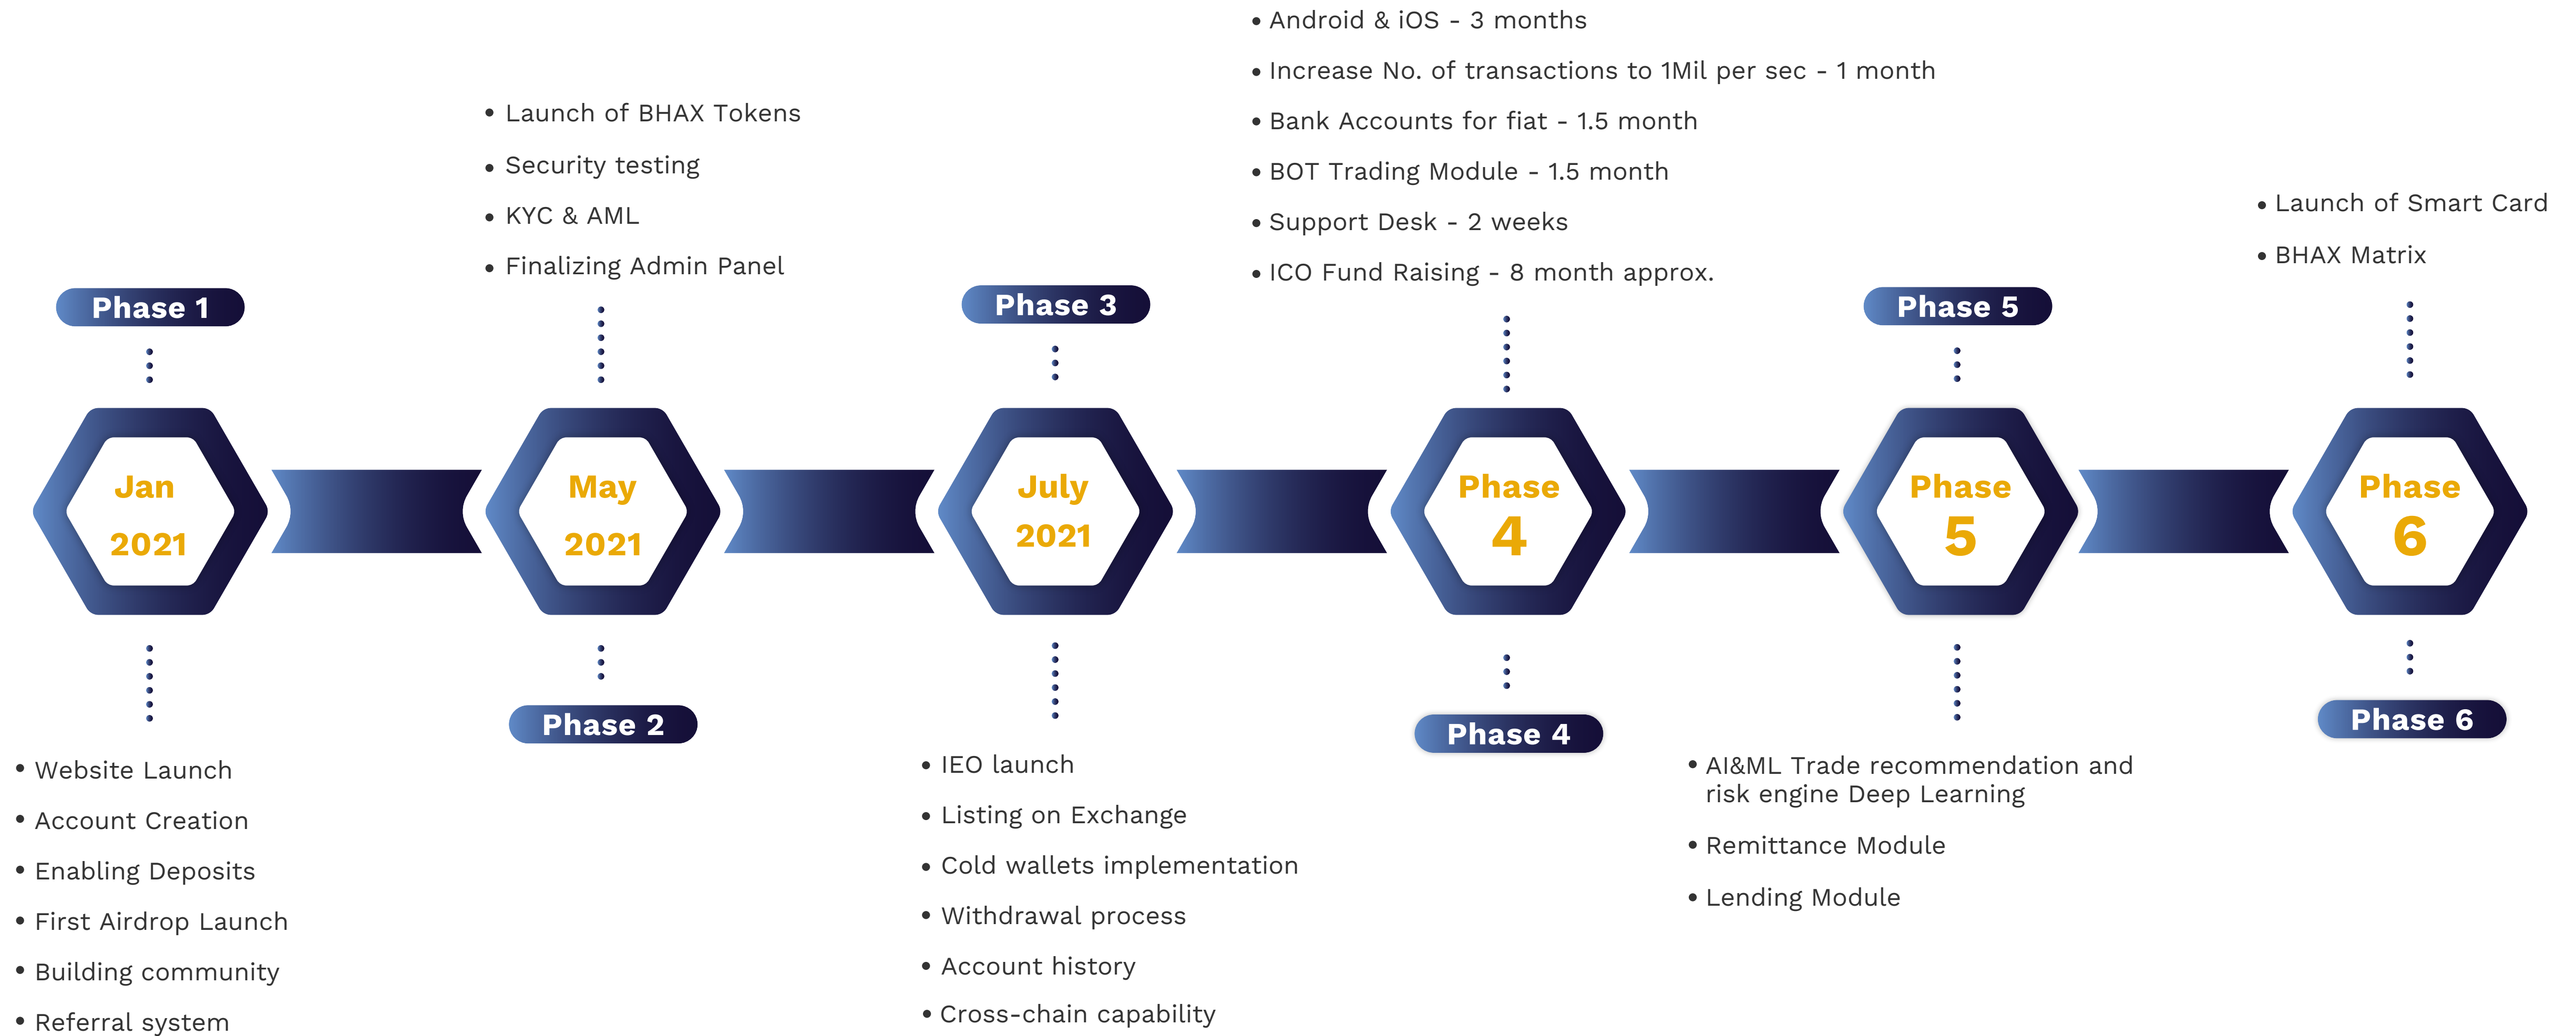 Phase 1
Jan
2021
Website Launch
Account Creation
Enabling Deposits
First Airdrop Launch
Building community
Referral system
Launch of BHAX Tokens
Security testing
KYC & AML
Finalizing Admin Panel
May
2021
Phase 2
Phase 3
July
2021
IEO launch
Listing on Exchange
Cold wallets implementation
Withdrawal process
Account history
Cross-chain capability
Android & iOS - 3 months
Increase No. of transactions to 1Mil per sec - 1 month
Bank Accounts for fiat - 1.5 month
BOT Trading Module - 1.5 month
Support Desk - 2 weeks
ICO Fund Raising - 8 month approx.
Phase
4
Phase 4
Phase 5
Phase
5
AI&ML Trade recommendation and
risk engine Deep Learning
Remittance Module
Lending Module
Launch of Smart Card
BHAX Matrix
Phase
6
Phase 6